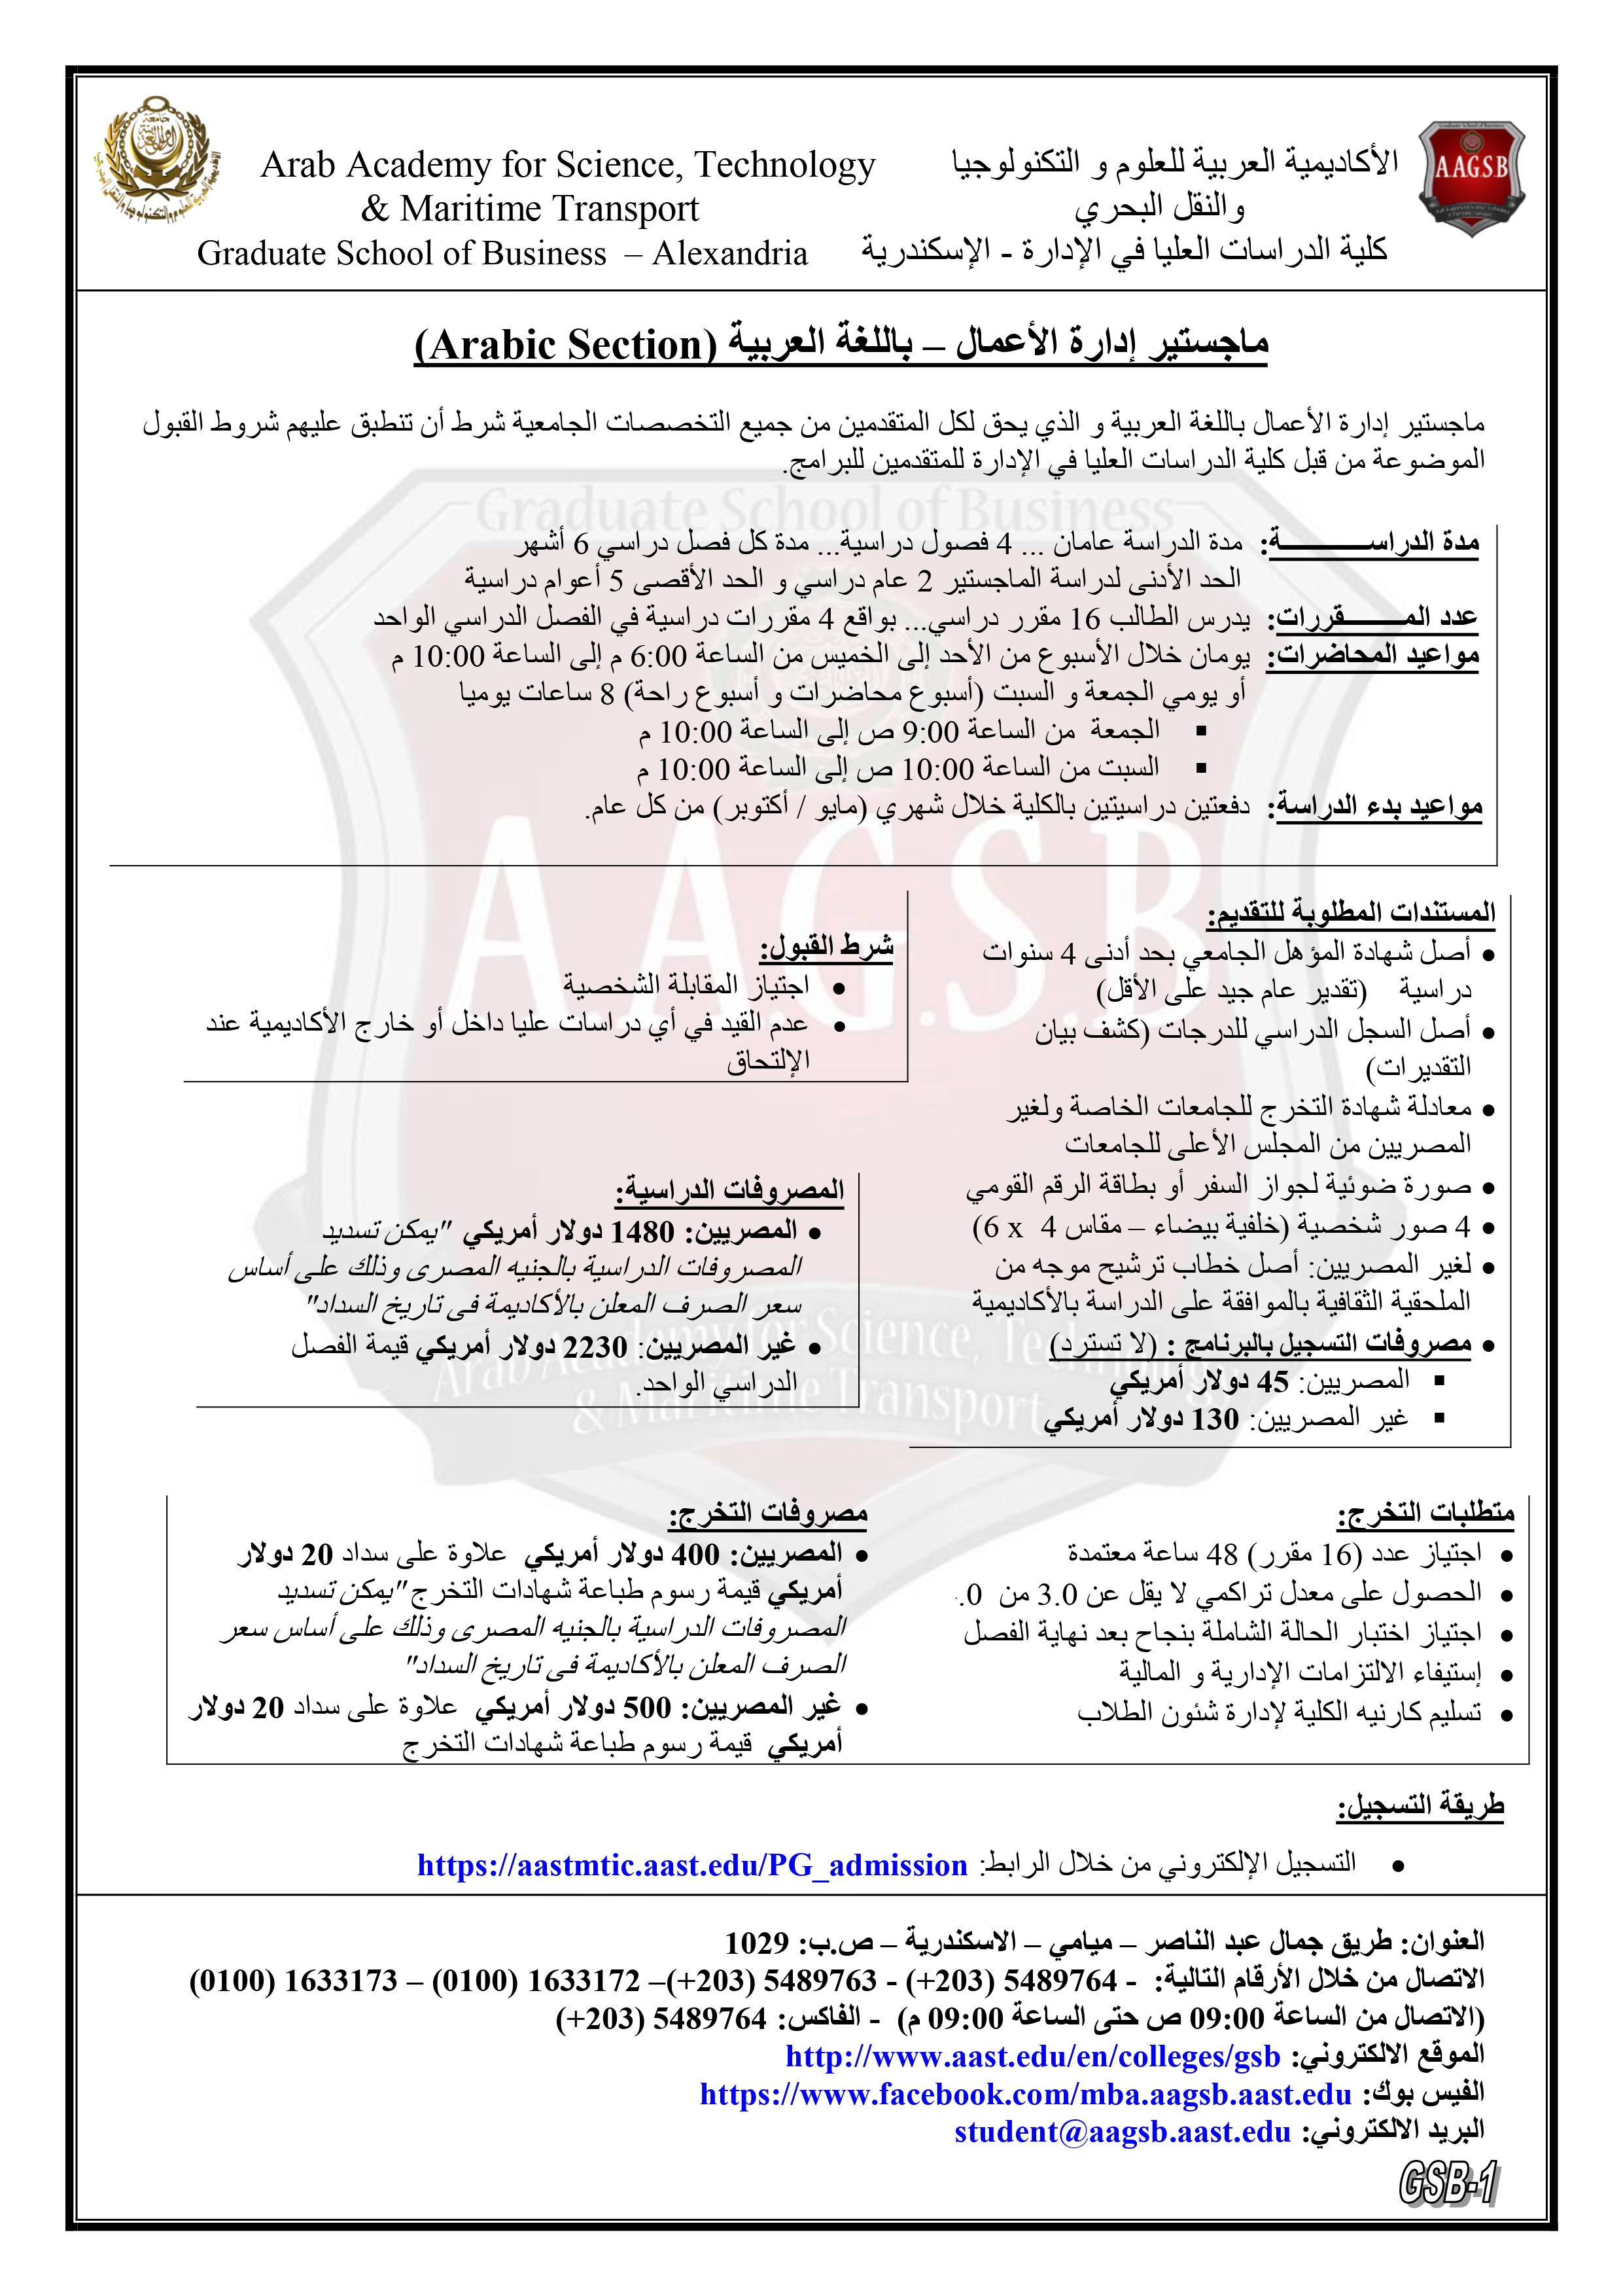 Arab Academy for Science, Technology
& Maritime Transport
Graduate School of Business – Alexandria
الأكاديمية العربية للعلوم و التكنولوجيا
والنقل البحري
كلية الدراسات العليا في الإدارة - الإسكندرية
A.A.G.S.B
ماجستير إدارة الأعمال – باللغة العربية (Arabic Section)
ماجستير إدارة الأعمال باللغة العربية و الذي يحق لكل المتقدمين من جميع التخصصات الجامعية شرط أن تنطبق عليهم شروط القبول
الموضوعة من قبل كلية الدراسات العليا في الإدارة للمتقدمين للبرامج.
Graduate School of Business
مدة الدراســـــــــــة: مدة الدراسة عامان ... 4 فصول دراسية... مدة كل فصل دراسي 6 أشهر
الحد الأدنى لدراسة الماجستير 2 عام دراسي و الحد الأقصى 5 أعوام دراسية
عدد المـــــــقررات: يدرس الطالب 16 مقرر دراسي... بواقع 4 مقررات دراسية في الفصل الدراسي الواحد
مواعيد المحاضرات: يومان خلال الأسبوع من الأحد إلى الخميس من الساعة 6:00 م إلى الساعة 10:00 م
أو يومي الجمعة و السبت (أسبوع محاضرات و أسبوع راحة) 8 ساعات يوميا
▪ الجمعة من الساعة 9:00 ص إلى الساعة 10:00 م
▪ السبت من الساعة 10:00 ص إلى الساعة 10:00 م
مواعيد بدء الدراسة: دفعتين دراسيتين بالكلية خلال شهري (مايو / أكتوبر) من كل عام.
A.A.G.S.B
المستندات المطلوبة للتقديم:
• أصل شهادة المؤهل الجامعي بحد أدنى 4 سنوات
دراسية (تقدير عام جيد على الأقل)
• أصل السجل الدراسي للدرجات (كشف بيان
التقديرات)
• معادلة شهادة التخرج للجامعات الخاصة ولغير
المصريين من المجلس الأعلى للجامعات
• صورة ضوئية لجواز السفر أو بطاقة الرقم القومي
• 4 صور شخصية (خلفية بيضاء – مقاس 4 x 6)
• لغير المصريين: أصل خطاب ترشيح موجه من
الملحقية الثقافية بالموافقة على الدراسة بالأكاديمية
• مصروفات التسجيل بالبرنامج : (لا تسترد)
▪ المصريين: 45 دولار أمريكي
▪ غير المصريين: 130 دولار أمريكي
شرط القبول:
• اجتياز المقابلة الشخصية
• عدم القيد في أي دراسات عليا داخل أو خارج الأكاديمية عند
الإلتحاق
المصروفات الدراسية:
• المصريين: 1480 دولار أمريكي "يمكن تسديد
المصروفات الدراسية بالجنيه المصرى وذلك على أساس
سعر الصرف المعلن بالأكاديمة فى تاريخ السداد"
• غير المصريين: 2230 دولار أمريكي قيمة الفصل
الدراسي الواحد.
Arab Academy for Science, Technology
& Maritime Transport
متطلبات التخرج:
• اجتياز عدد (16 مقرر) 48 ساعة معتمدة
• الحصول على معدل تراكمي لا يقل عن 3.0 من 0.
• اجتياز اختبار الحالة الشاملة بنجاح بعد نهاية الفصل
• إستيفاء الالتزامات الإدارية و المالية
• تسليم كارنيه الكلية لإدارة شئون الطلاب
مصروفات التخرج:
• المصريين: 400 دولار أمريكي علاوة على سداد 20 دولار
أمريكي قيمة رسوم طباعة شهادات التخرج "يمكن تسديد
المصروفات الدراسية بالجنيه المصرى وذلك على أساس سعر
الصرف المعلن بالأكاديمة فى تاريخ السداد"
• غير المصريين: 500 دولار أمريكي علاوة على سداد 20 دولار
أمريكي قيمة رسوم طباعة شهادات التخرج
طريقة التسجيل:
• التسجيل الإلكتروني من خلال الرابط: https://aastmtic.aast.edu/PG_admission
العنوان: طريق جمال عبد الناصر – ميامي – الاسكندرية – ص.ب: 1029
الاتصال من خلال الأرقام التالية: - 5489764 (203+) - 5489763 (203+)– 1633172 (0100) – 1633173 (0100)
(الاتصال من الساعة 09:00 ص حتى الساعة 09:00 م) - الفاكس: 5489764 (203+)
الموقع الالكتروني: http://www.aast.edu/en/colleges/gsb
الفيس بوك: https://www.facebook.com/mba.aagsb.aast.edu
البريد الالكتروني: student@aagsb.aast.edu
GSB-1